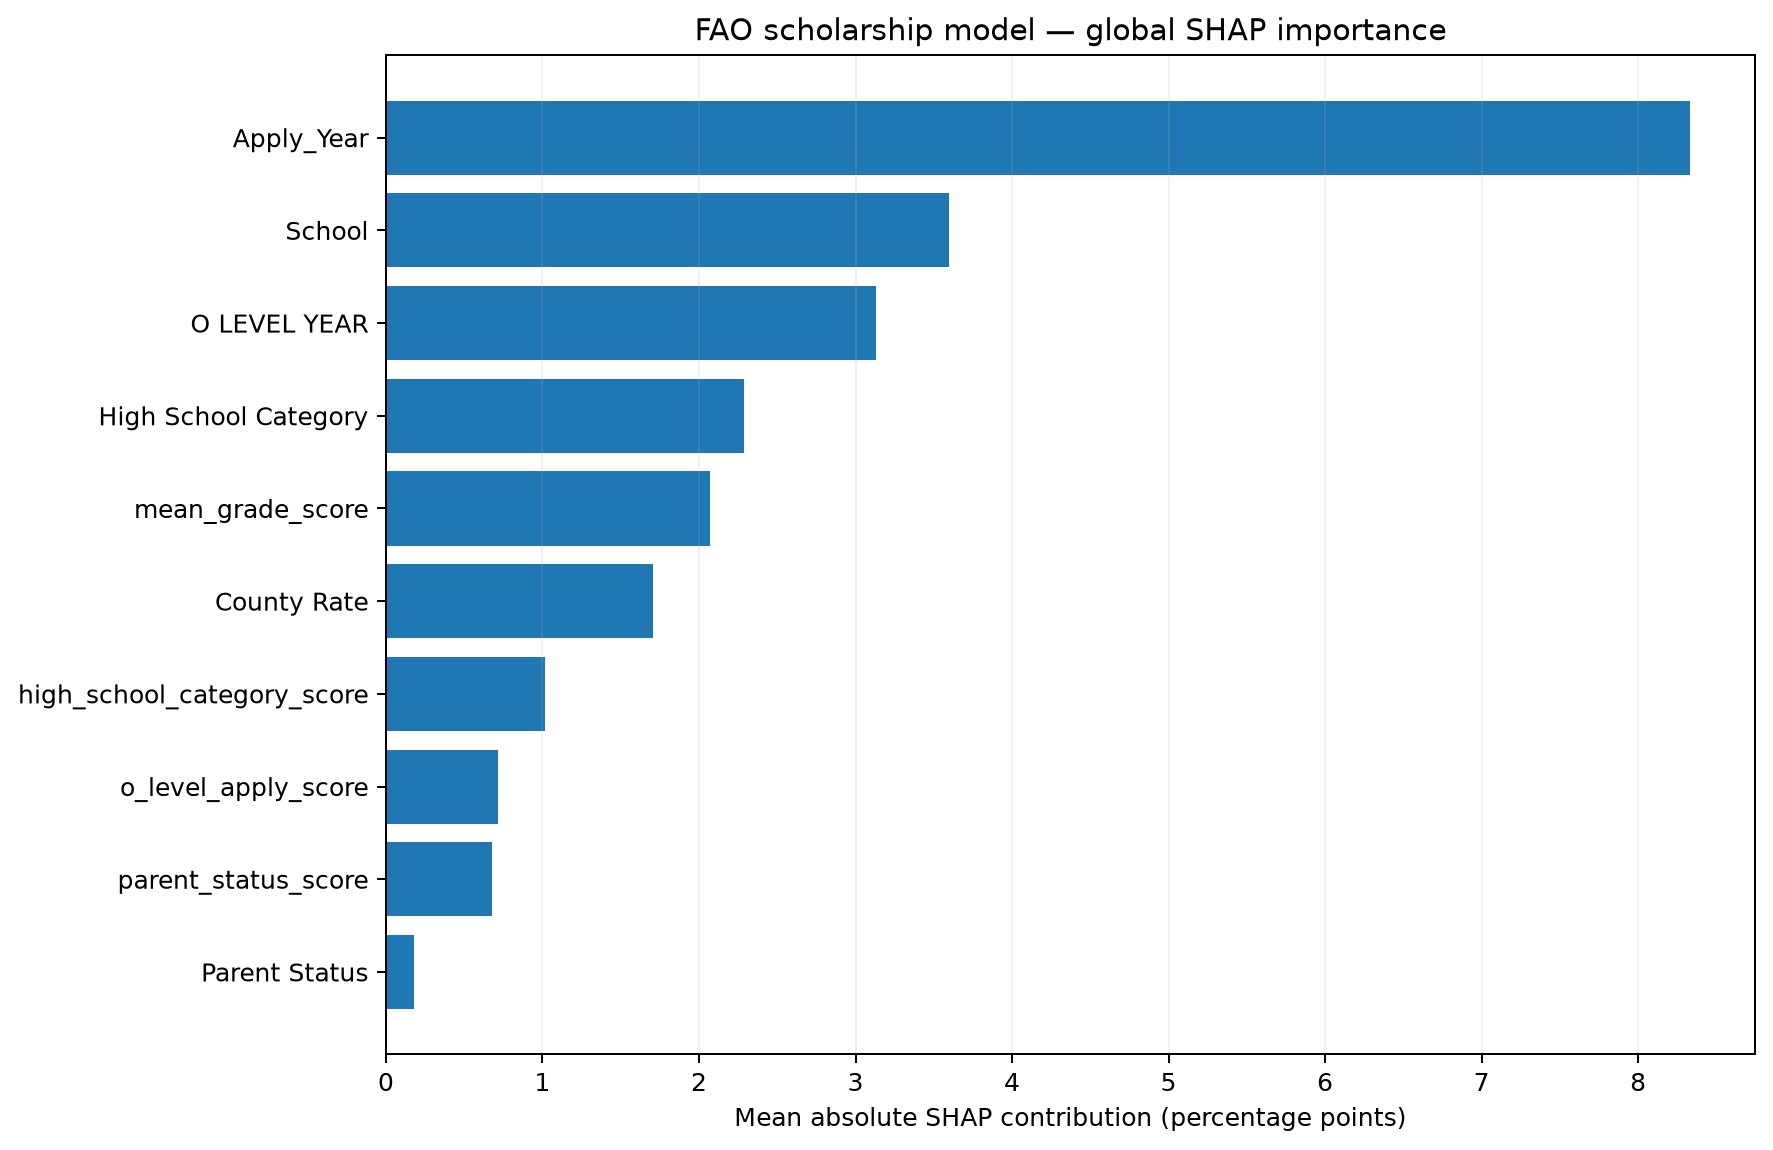 FAO scholarship model — global SHAP importance
Apply_Year
School
O LEVEL YEAR
High School Category
mean_grade_score
County Rate
high_school_category_score
o_level_apply_score
parent_status_score
Parent Status
0 1 2 3 4 5 6 7 8
Mean absolute SHAP contribution (percentage points)